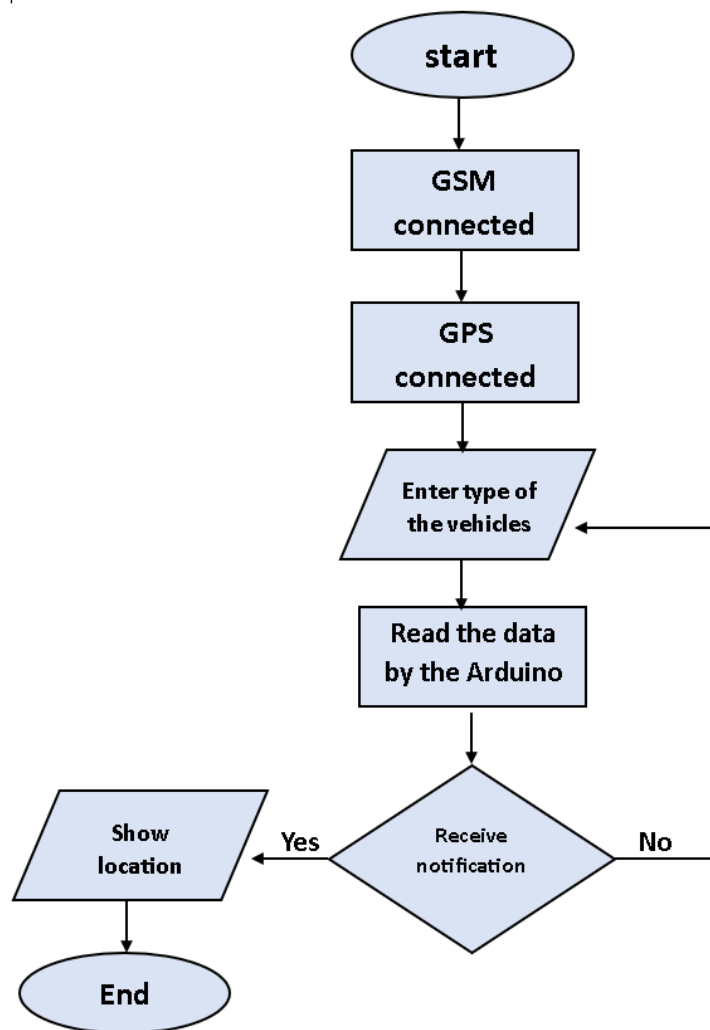 start
GSM
connected
GPS
connected
Enter type of
the vehicles
Read the data
by the Arduino
Receive
notification
Yes
No
Show
location
End